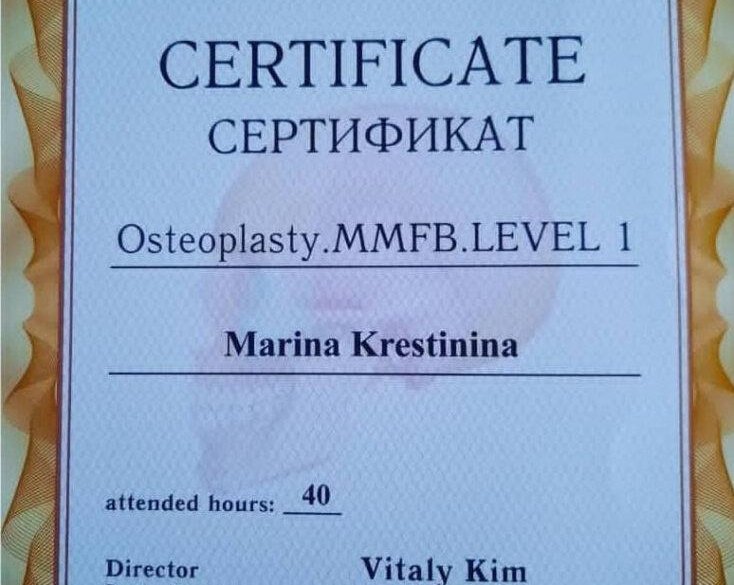 CERTIFICATE
СЕРТИФИКАТ
Osteoplasty.MMFB.LEVEL 1
Marina Krestinina
attended hours: 40
Director Vitaly Kim